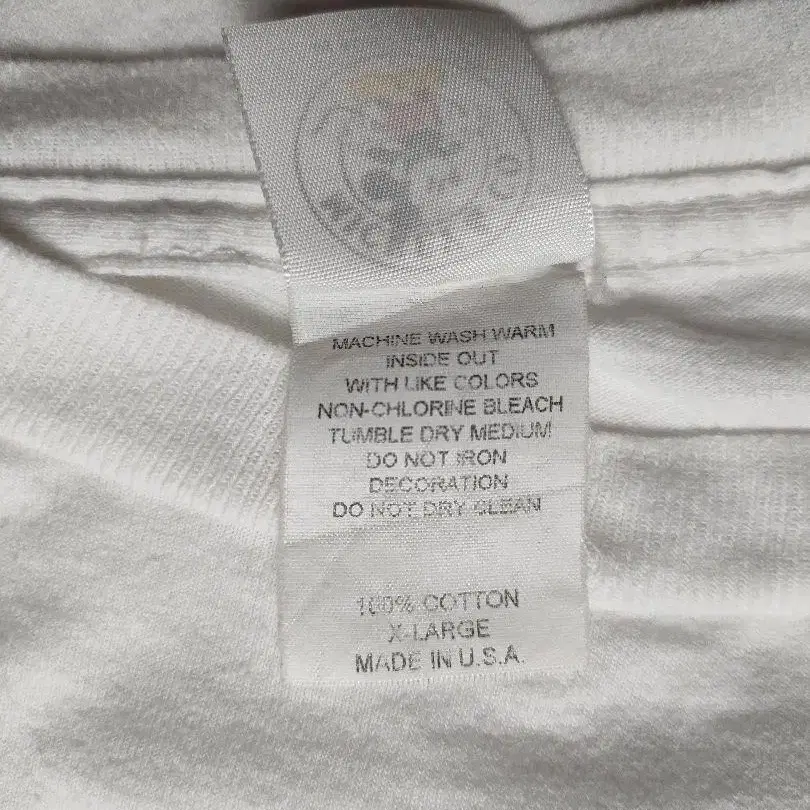 MACHINE WASH WARM
INSIDE OUT
WITH LIKE COLORS
NON-CHLORINE BLEACH
TUMBLE DRY MEDIUM
DO NOT IRON
DECORATION
DO NOT DRY CLEAN
100% COTTON
X-LARGE
MADE IN U.S.A.